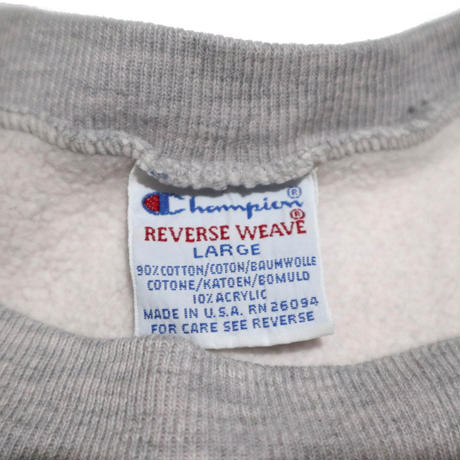 Champion ®
REVERSE WEAVE ®
LARGE
90% COTTON/COTON/BAUMWOLLE
COTONE/KATOEN/BOMULD
10% ACRYLIC
MADE IN U.S.A. RN 26094
FOR CARE SEE REVERSE